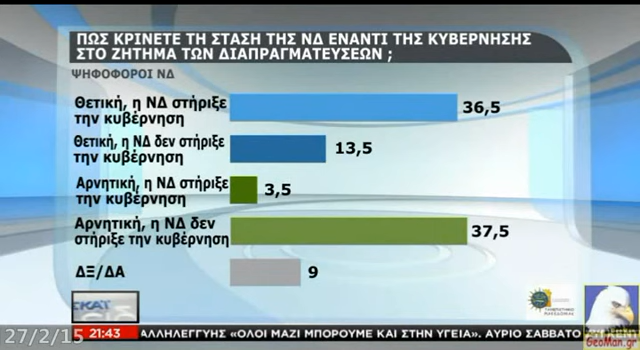 ΠΩΣ ΚΡΙΝΕΤΕ ΤΗ ΣΤΑΣΗ ΤΗΣ ΝΔ ΕΝΑΝΤΙ ΤΗΣ ΚΥΒΕΡΝΗΣΗΣ
ΣΤΟ ΖΗΤΗΜΑ ΤΩΝ ΔΙΑΠΡΑΓΜΑΤΕΥΣΕΩΝ ;
ΨΗΦΟΦΟΡΟΙ ΝΔ
Θετική, η ΝΔ στήριξε
την κυβέρνηση
36,5
Θετική, η ΝΔ δεν στήριξε
την κυβέρνηση
13,5
Αρνητική, η ΝΔ στήριξε
την κυβέρνηση
3,5
Αρνητική, η ΝΔ δεν
στήριξε την κυβέρνηση
37,5
ΔΞ/ΔΑ
9
ΣΚΑΪ
27/2/15
21:43
ΑΛΛΗΛΕΓΓΥΗΣ «ΟΛΟΙ ΜΑΖΙ ΜΠΟΡΟΥΜΕ ΚΑΙ ΣΤΗΝ ΥΓΕΙΑ». ΑΥΡΙΟ ΣΑΒΒΑΤΟ
GeoMan.gr